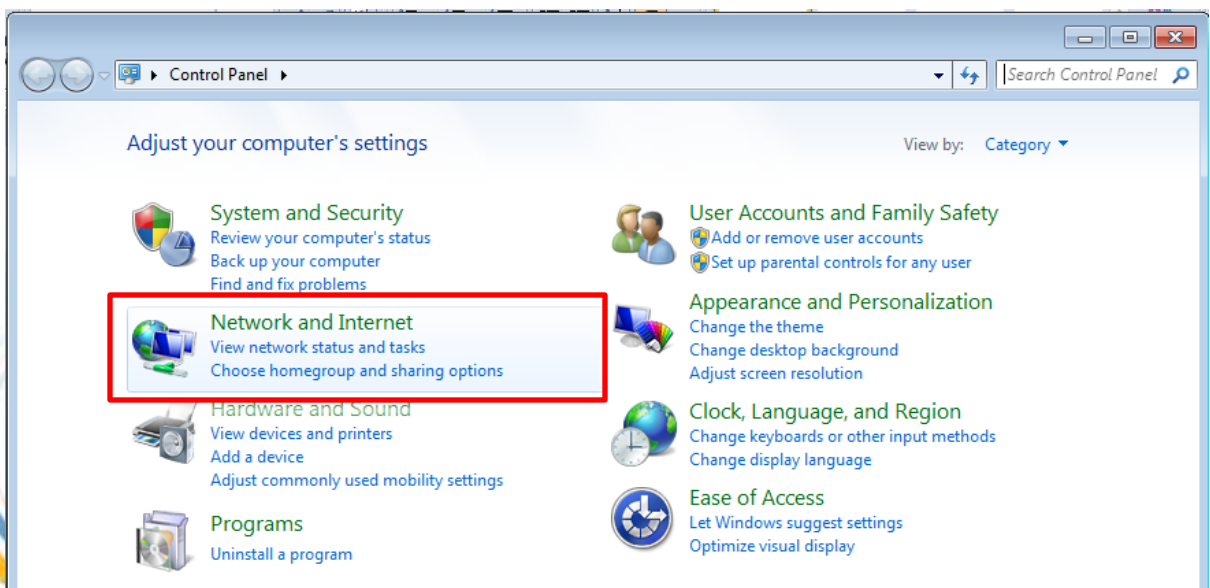 Control Panel
Search Control Panel
Adjust your computer's settings
View by: Category
System and Security
Review your computer's status
Back up your computer
Find and fix problems
Network and Internet
View network status and tasks
Choose homegroup and sharing options
Hardware and Sound
View devices and printers
Add a device
Adjust commonly used mobility settings
Programs
Uninstall a program
User Accounts and Family Safety
Add or remove user accounts
Set up parental controls for any user
Appearance and Personalization
Change the theme
Change desktop background
Adjust screen resolution
Clock, Language, and Region
Change keyboards or other input methods
Change display language
Ease of Access
Let Windows suggest settings
Optimize visual display